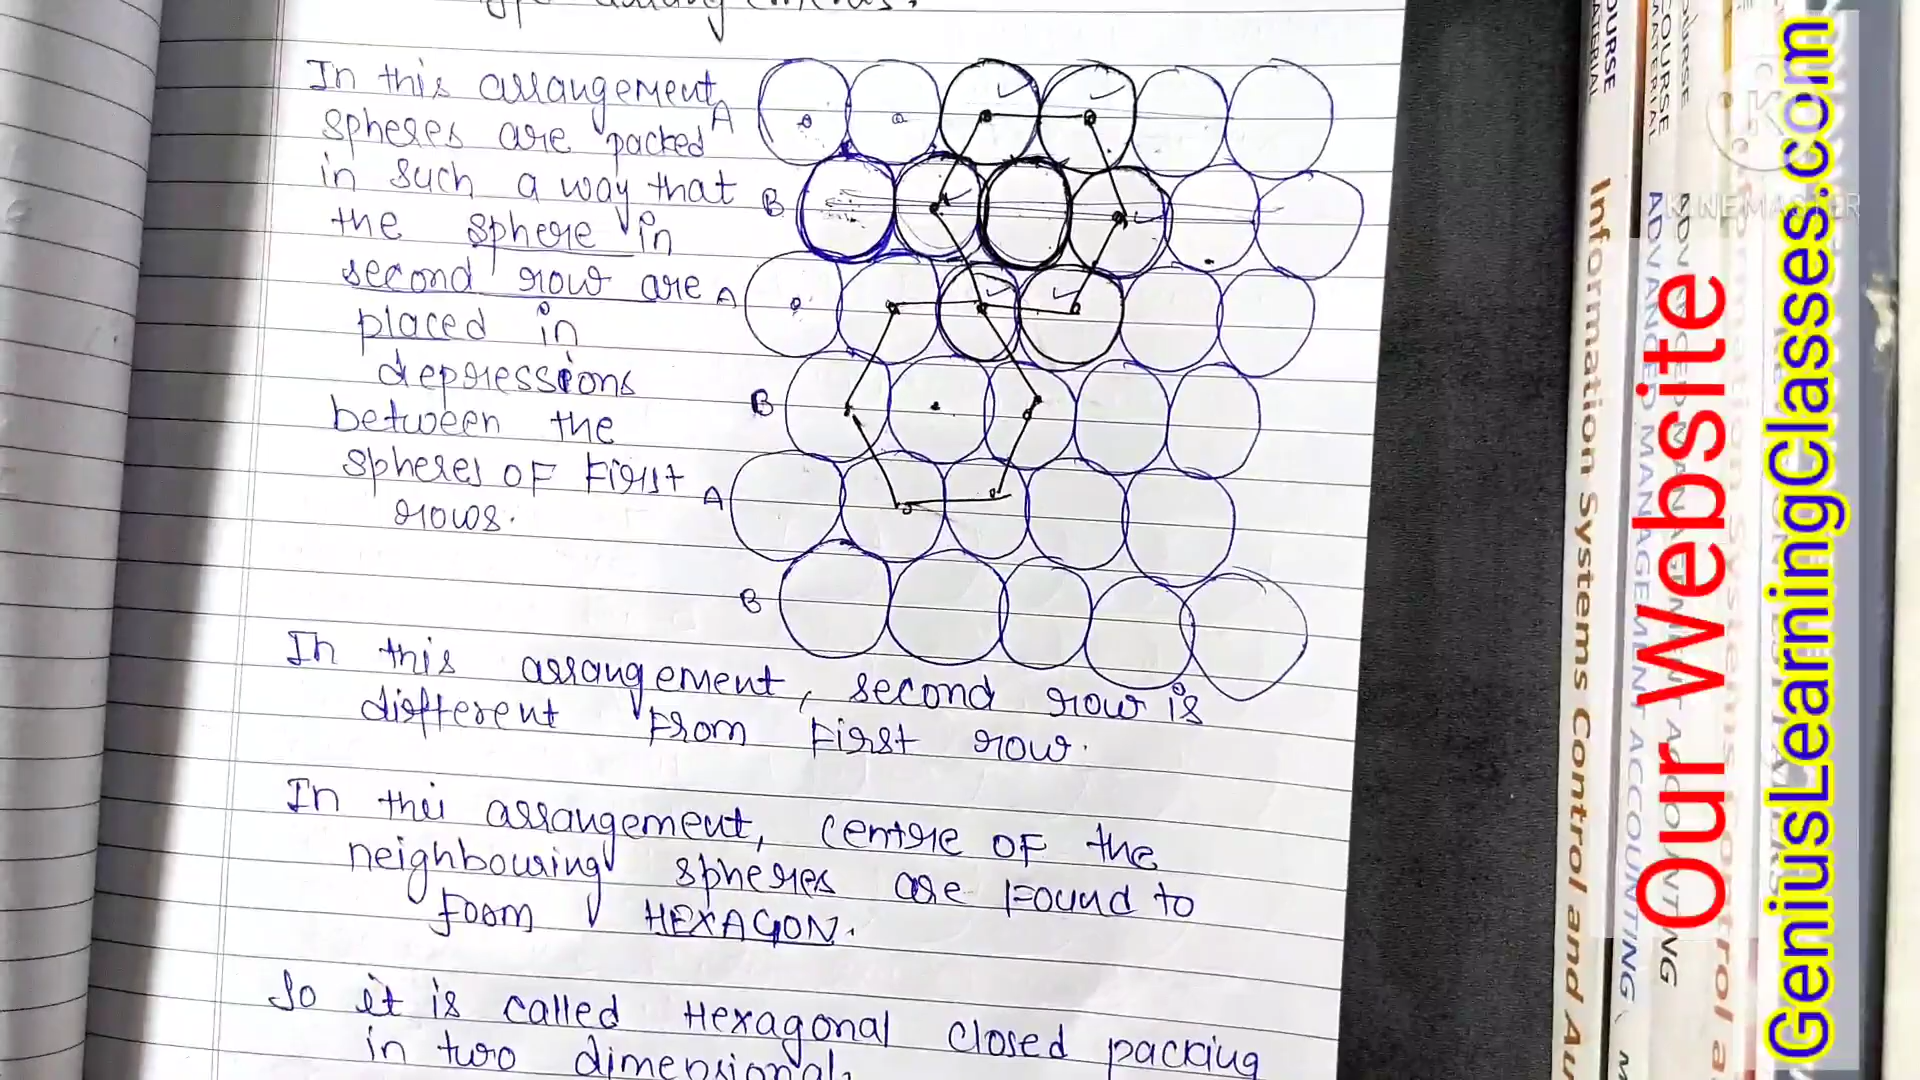 In this arrangement
spheres are packed
in such a way that
the sphere in
second row are
placed in
depressions
between the
spheres of First
rows.
A
B
A
B
A
B
In this arrangement, second row is
different From First row.
In this arrangement, centre of the
neighbouring spheres are Found to
Form HEXAGON.
So it is called Hexagonal closed packing
in two dimensional.
Our Website
GeniusLearningClasses.com
KINEMASTER
Information Systems Control and Au
ADVANCED MANAGEMENT ACCOUNTING
COURSE
MATERIAL